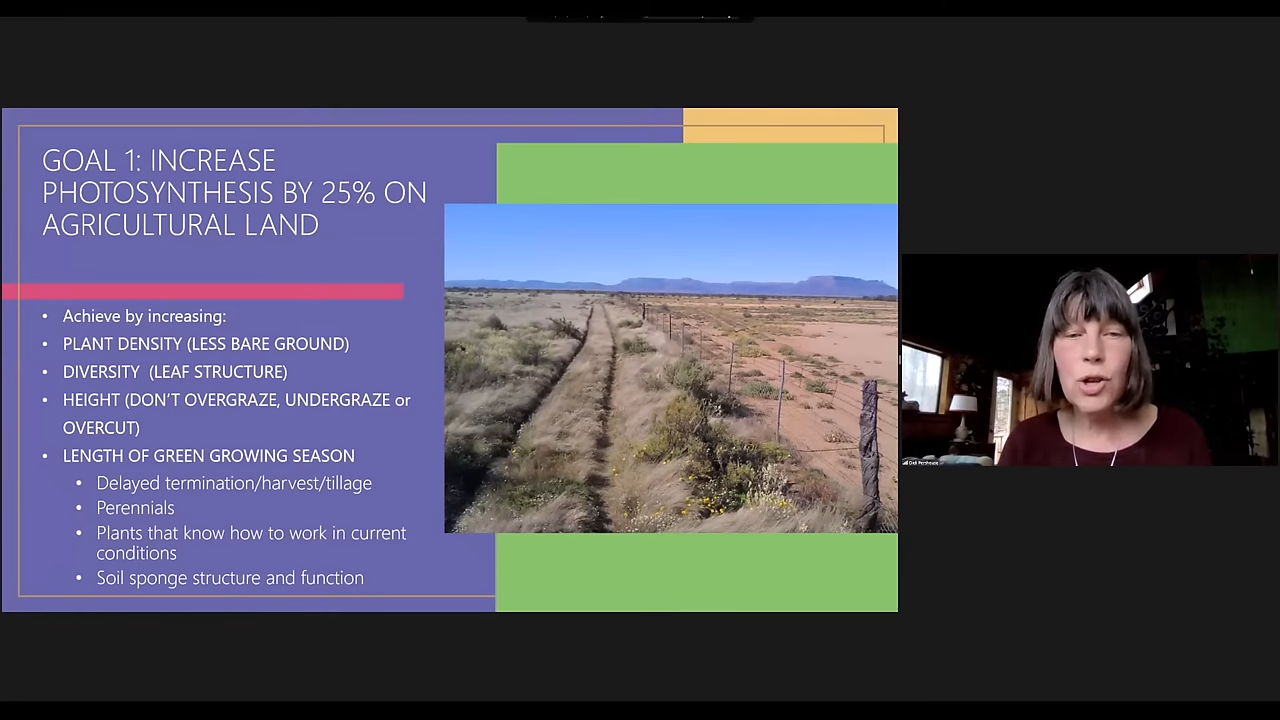 GOAL 1: INCREASE
PHOTOSYNTHESIS BY 25% ON
AGRICULTURAL LAND
• Achieve by increasing:
• PLANT DENSITY (LESS BARE GROUND)
• DIVERSITY (LEAF STRUCTURE)
• HEIGHT (DON'T OVERGRAZE, UNDERGRAZE or
OVERCUT)
• LENGTH OF GREEN GROWING SEASON
• Delayed termination/harvest/tillage
• Perennials
• Plants that know how to work in current
conditions
• Soil sponge structure and function